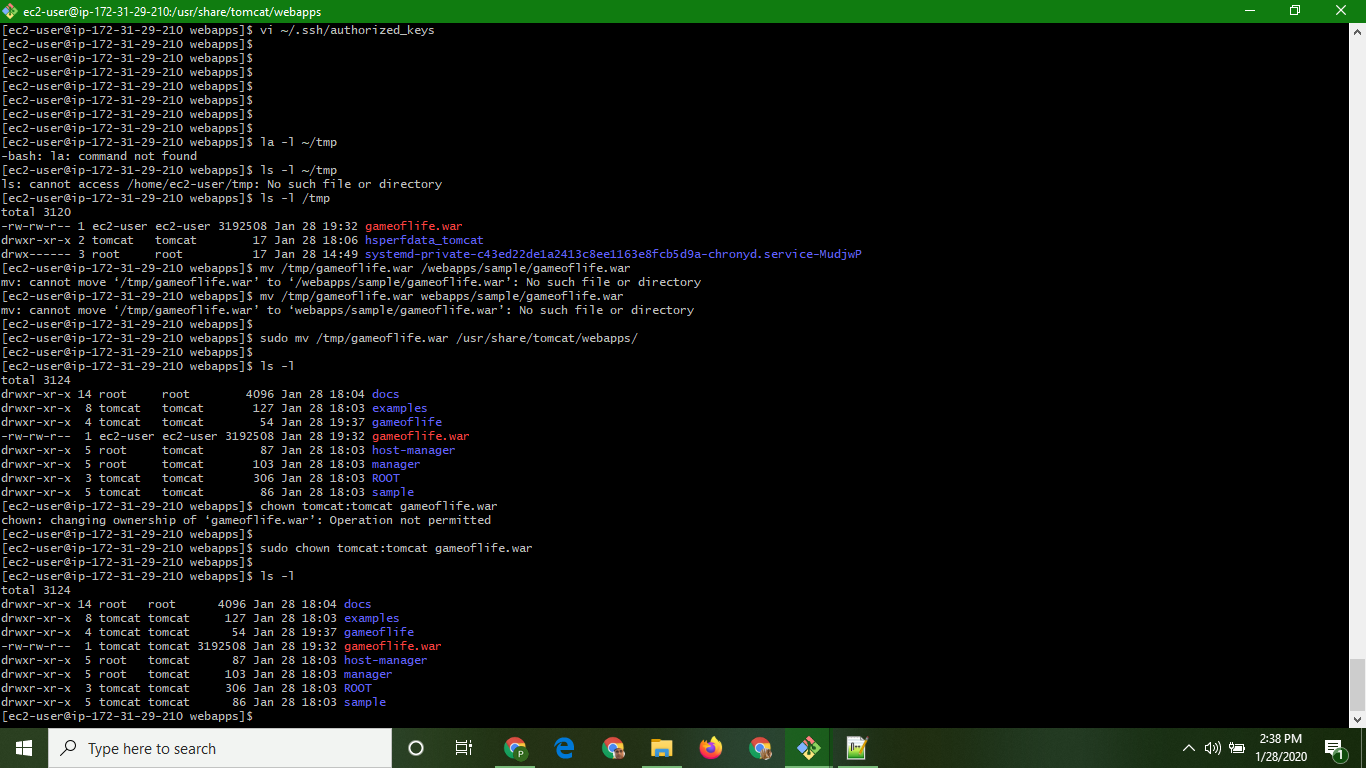 ec2-user@ip-172-31-29-210:/usr/share/tomcat/webapps
[ec2-user@ip-172-31-29-210 webapps]$ vi ~/.ssh/authorized_keys
[ec2-user@ip-172-31-29-210 webapps]$
[ec2-user@ip-172-31-29-210 webapps]$
[ec2-user@ip-172-31-29-210 webapps]$
[ec2-user@ip-172-31-29-210 webapps]$
[ec2-user@ip-172-31-29-210 webapps]$
[ec2-user@ip-172-31-29-210 webapps]$
[ec2-user@ip-172-31-29-210 webapps]$
[ec2-user@ip-172-31-29-210 webapps]$ la -l ~/tmp
-bash: la: command not found
[ec2-user@ip-172-31-29-210 webapps]$ ls -l ~/tmp
ls: cannot access /home/ec2-user/tmp: No such file or directory
[ec2-user@ip-172-31-29-210 webapps]$ ls -l /tmp
total 3120
-rw-rw-r-- 1 ec2-user ec2-user 3192508 Jan 28 19:32 gameoflife.war
drwxr-xr-x 2 tomcat   tomcat        17 Jan 28 18:06 hsperfdata_tomcat
drwx------ 3 root     root          17 Jan 28 14:49 systemd-private-c43ed22de1a2413c8ee1163e8fcb5d9a-chronyd.service-MudjwP
[ec2-user@ip-172-31-29-210 webapps]$ mv /tmp/gameoflife.war /webapps/sample/gameoflife.war
mv: cannot move ‘/tmp/gameoflife.war’ to ‘/webapps/sample/gameoflife.war’: No such file or directory
[ec2-user@ip-172-31-29-210 webapps]$ mv /tmp/gameoflife.war webapps/sample/gameoflife.war
mv: cannot move ‘/tmp/gameoflife.war’ to ‘webapps/sample/gameoflife.war’: No such file or directory
[ec2-user@ip-172-31-29-210 webapps]$
[ec2-user@ip-172-31-29-210 webapps]$ sudo mv /tmp/gameoflife.war /usr/share/tomcat/webapps/
[ec2-user@ip-172-31-29-210 webapps]$
[ec2-user@ip-172-31-29-210 webapps]$ ls -l
total 3124
drwxr-xr-x 14 root     root        4096 Jan 28 18:04 docs
drwxr-xr-x  8 tomcat   tomcat       127 Jan 28 18:03 examples
drwxr-xr-x  4 tomcat   tomcat        54 Jan 28 19:37 gameoflife
-rw-rw-r--  1 ec2-user ec2-user 3192508 Jan 28 19:32 gameoflife.war
drwxr-xr-x  5 root     tomcat        87 Jan 28 18:03 host-manager
drwxr-xr-x  5 root     tomcat       103 Jan 28 18:03 manager
drwxr-xr-x  3 tomcat   tomcat       306 Jan 28 18:03 ROOT
drwxr-xr-x  5 tomcat   tomcat        86 Jan 28 18:03 sample
[ec2-user@ip-172-31-29-210 webapps]$ chown tomcat:tomcat gameoflife.war
chown: changing ownership of ‘gameoflife.war’: Operation not permitted
[ec2-user@ip-172-31-29-210 webapps]$
[ec2-user@ip-172-31-29-210 webapps]$ sudo chown tomcat:tomcat gameoflife.war
[ec2-user@ip-172-31-29-210 webapps]$
[ec2-user@ip-172-31-29-210 webapps]$ ls -l
total 3124
drwxr-xr-x 14 root   root      4096 Jan 28 18:04 docs
drwxr-xr-x  8 tomcat tomcat     127 Jan 28 18:03 examples
drwxr-xr-x  4 tomcat tomcat      54 Jan 28 19:37 gameoflife
-rw-rw-r--  1 tomcat tomcat 3192508 Jan 28 19:32 gameoflife.war
drwxr-xr-x  5 root   tomcat      87 Jan 28 18:03 host-manager
drwxr-xr-x  5 root   tomcat     103 Jan 28 18:03 manager
drwxr-xr-x  3 tomcat tomcat     306 Jan 28 18:03 ROOT
drwxr-xr-x  5 tomcat tomcat      86 Jan 28 18:03 sample
[ec2-user@ip-172-31-29-210 webapps]$
Type here to search
P
2:38 PM
1/28/2020
1